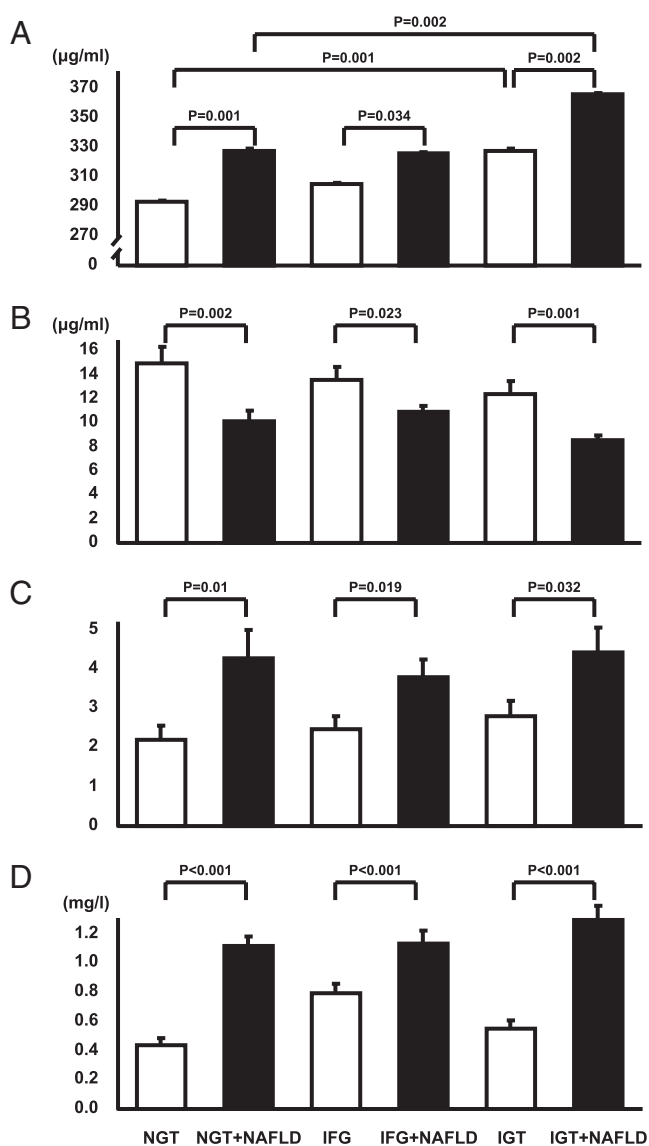 A
P=0.002
(µg/ml)
P=0.001 P=0.002
370
350
P=0.001 P=0.034
330
310
290
270
0
B
(µg/ml)
P=0.002 P=0.023 P=0.001
16
14
12
10
8
6
4
2
0
C
P=0.01 P=0.019 P=0.032
5
4
3
2
1
0
D
P<0.001 P<0.001 P<0.001
(mg/l)
1.2
1.0
0.8
0.6
0.4
0.2
0.0
NGT NGT+NAFLD IFG IFG+NAFLD IGT IGT+NAFLD